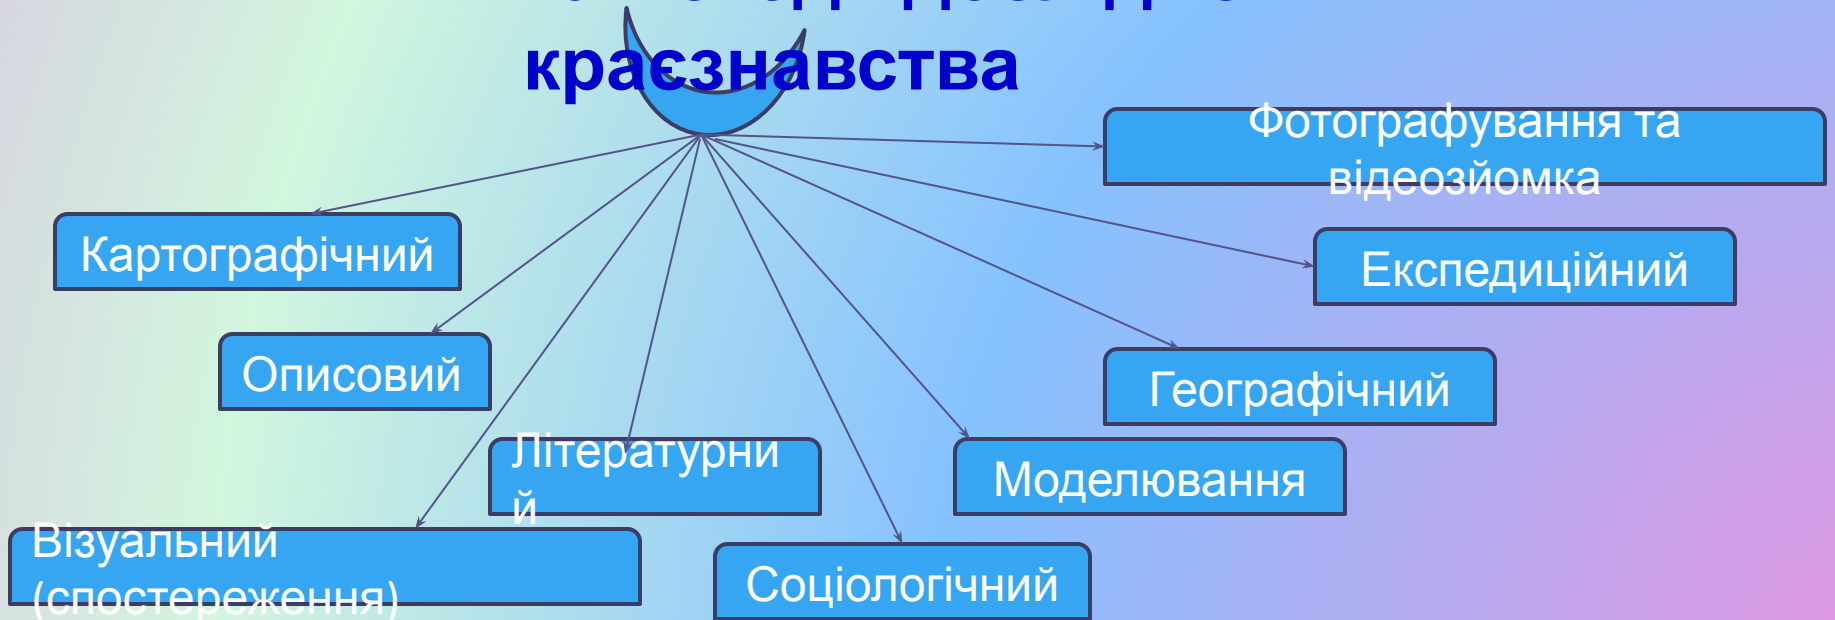 краєзнавства
Фотографування та
відеозйомка
Картографічний
Експедиційний
Описовий
Географічний
Літературни
й
Моделювання
Візуальний
(спостереження)
Соціологічний